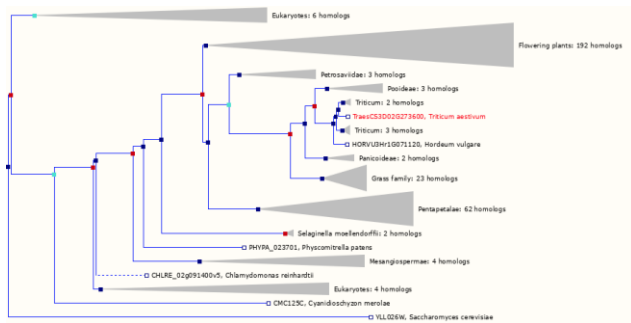 Eukaryotes: 6 homologs
Flowering plants: 192 homologs
Petrosaviidae: 3 homologs
Pooideae: 3 homologs
Triticum: 2 homologs
TraesCS3D02G273600, Triticum aestivum
Triticum: 3 homologs
HORVU3Hr1G071120, Hordeum vulgare
Panicoideae: 2 homologs
Grass family: 23 homologs
Pentapetalae: 62 homologs
Selaginella moellendorffii: 2 homologs
PHYPA_023701, Physcomitrella patens
Mesangiospermae: 4 homologs
CHLRE_02g091400v5, Chlamydomonas reinhardtii
Eukaryotes: 4 homologs
CMC125C, Cyanidioschyzon merolae
YLL026W, Saccharomyces cerevisiae